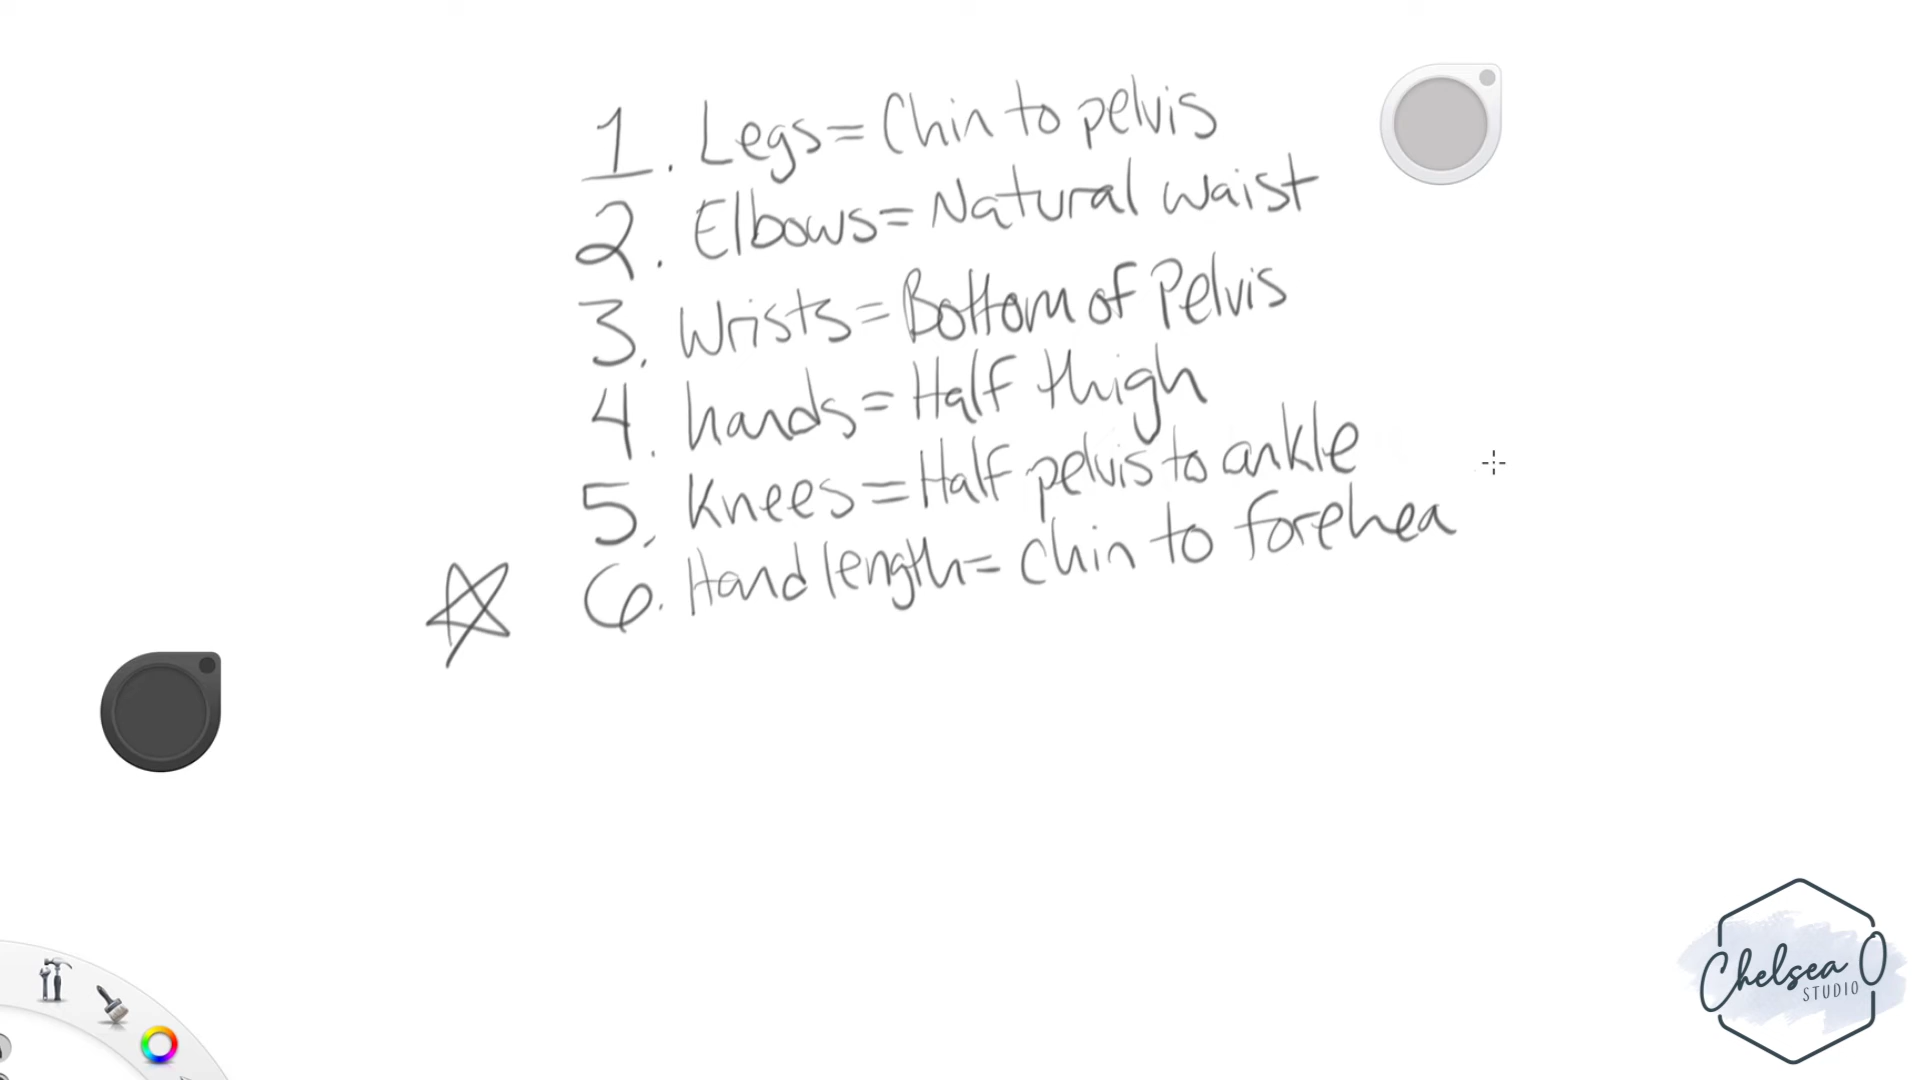 1. Legs = Chin to pelvis
2. Elbows = Natural waist
3. Wrists = Bottom of Pelvis
4. hands = Half thigh
5. Knees = Half pelvis to ankle
6. Hand length = chin to forehea
Chelsea O
STUDIO